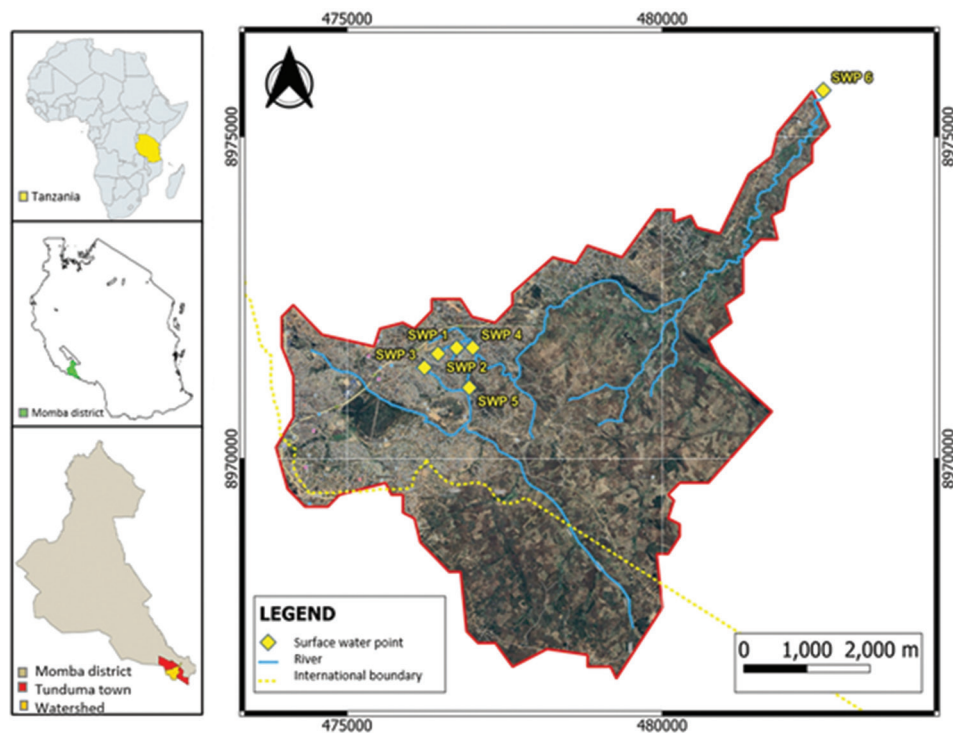 Tanzania
Momba district
Momba district
Tunduma town
Watershed
475000
480000
8975000
8975000
8970000
8970000
SWP 6
SWP 1
SWP 4
SWP 3
SWP 2
SWP 5
LEGEND
Surface water point
River
International boundary
0 1,000 2,000 m
475000
480000